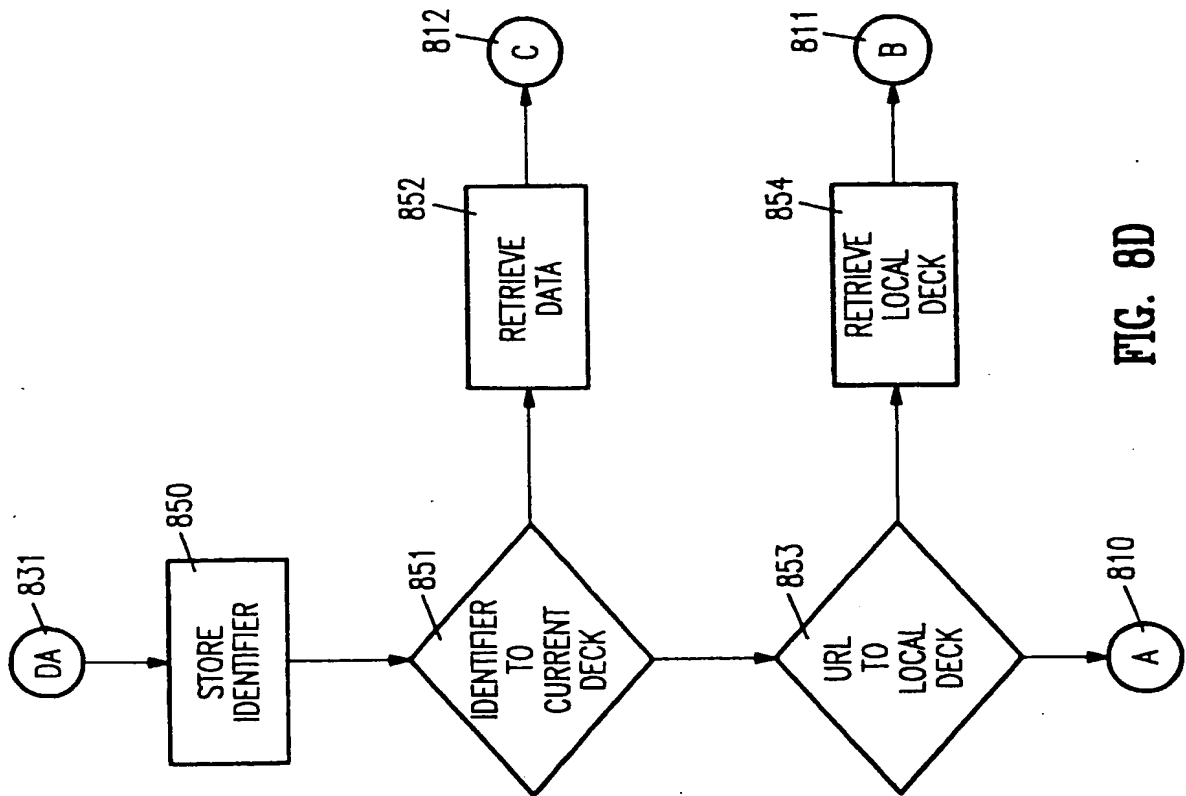 DA
831
STORE
IDENTIFIER
850
IDENTIFIER
TO
CURRENT
DECK
851
RETRIEVE
DATA
852
C
812
URL
TO
LOCAL
DECK
853
RETRIEVE
LOCAL
DECK
854
B
811
A
810
FIG. 8D